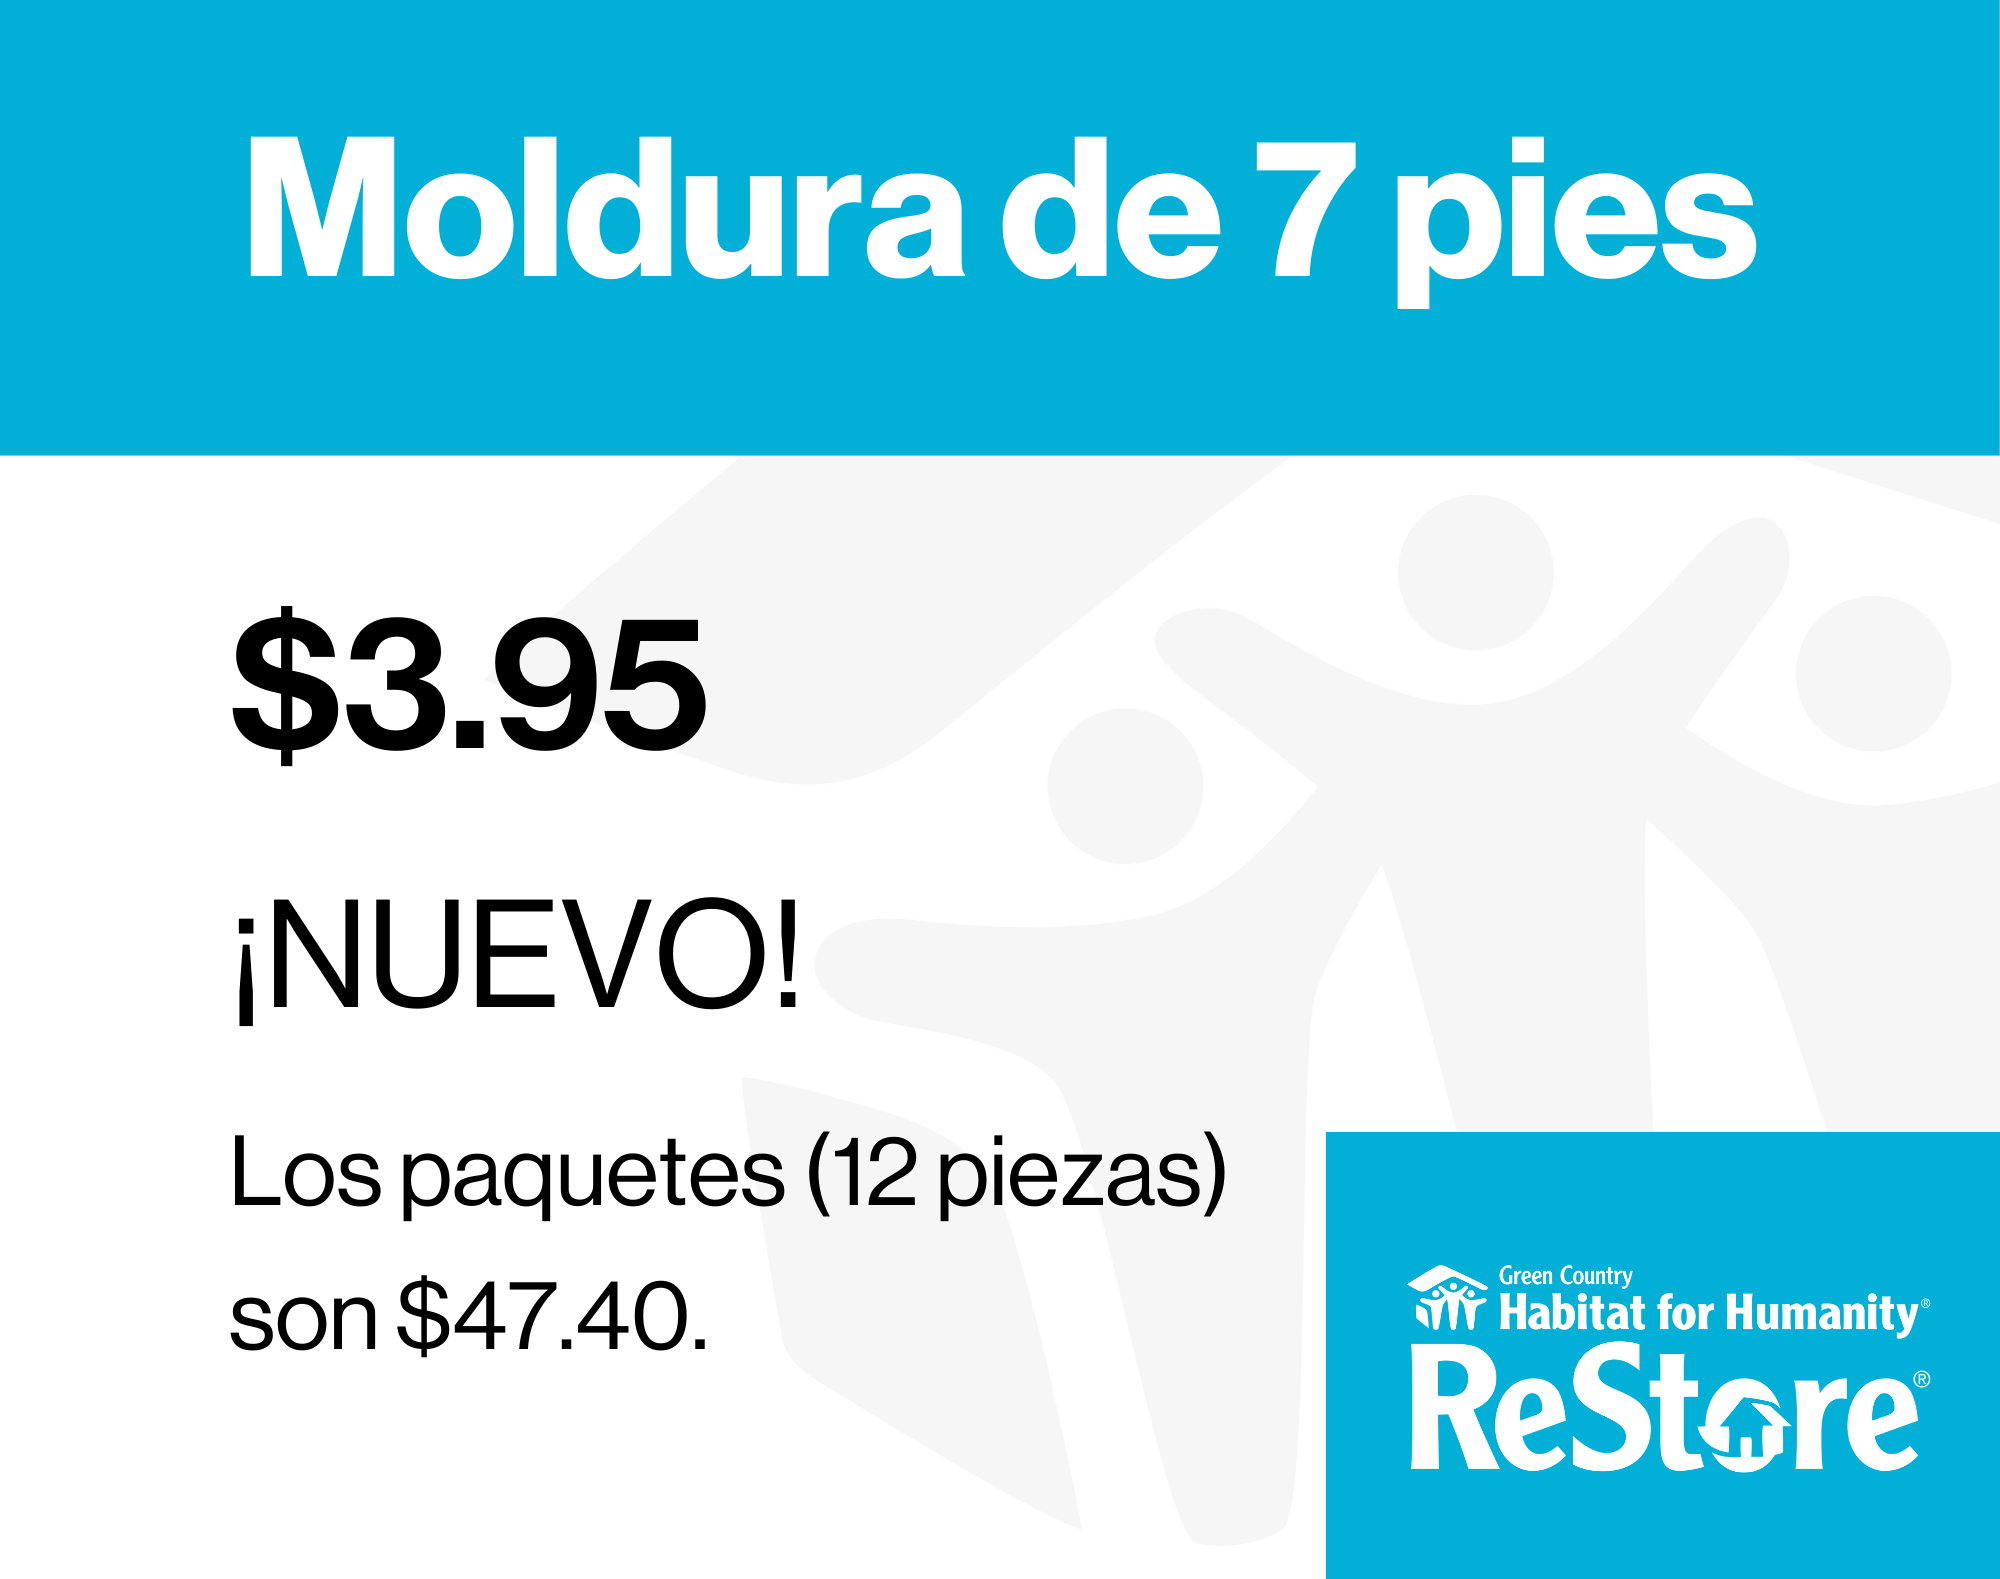 Moldura de 7 pies
$3.95
¡NUEVO!
Los paquetes (12 piezas)
son $47.40.
Green Country
Habitat for Humanity®
ReStore®